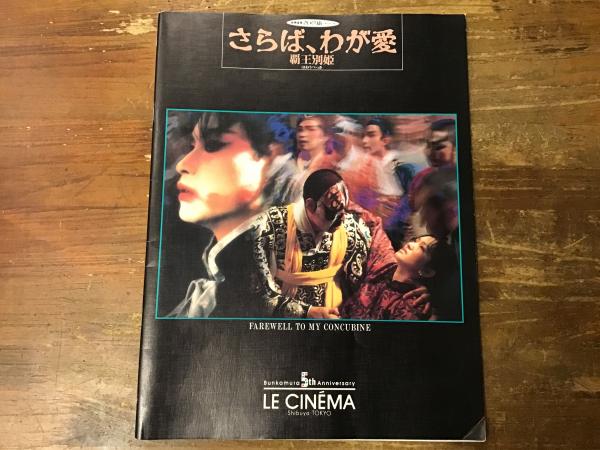 さらば、わが愛
覇王別姫
FAREWELL TO MY CONCUBINE
Bunkamura 5th Anniversary
LE CINÉMA
Shibuya TOKYO